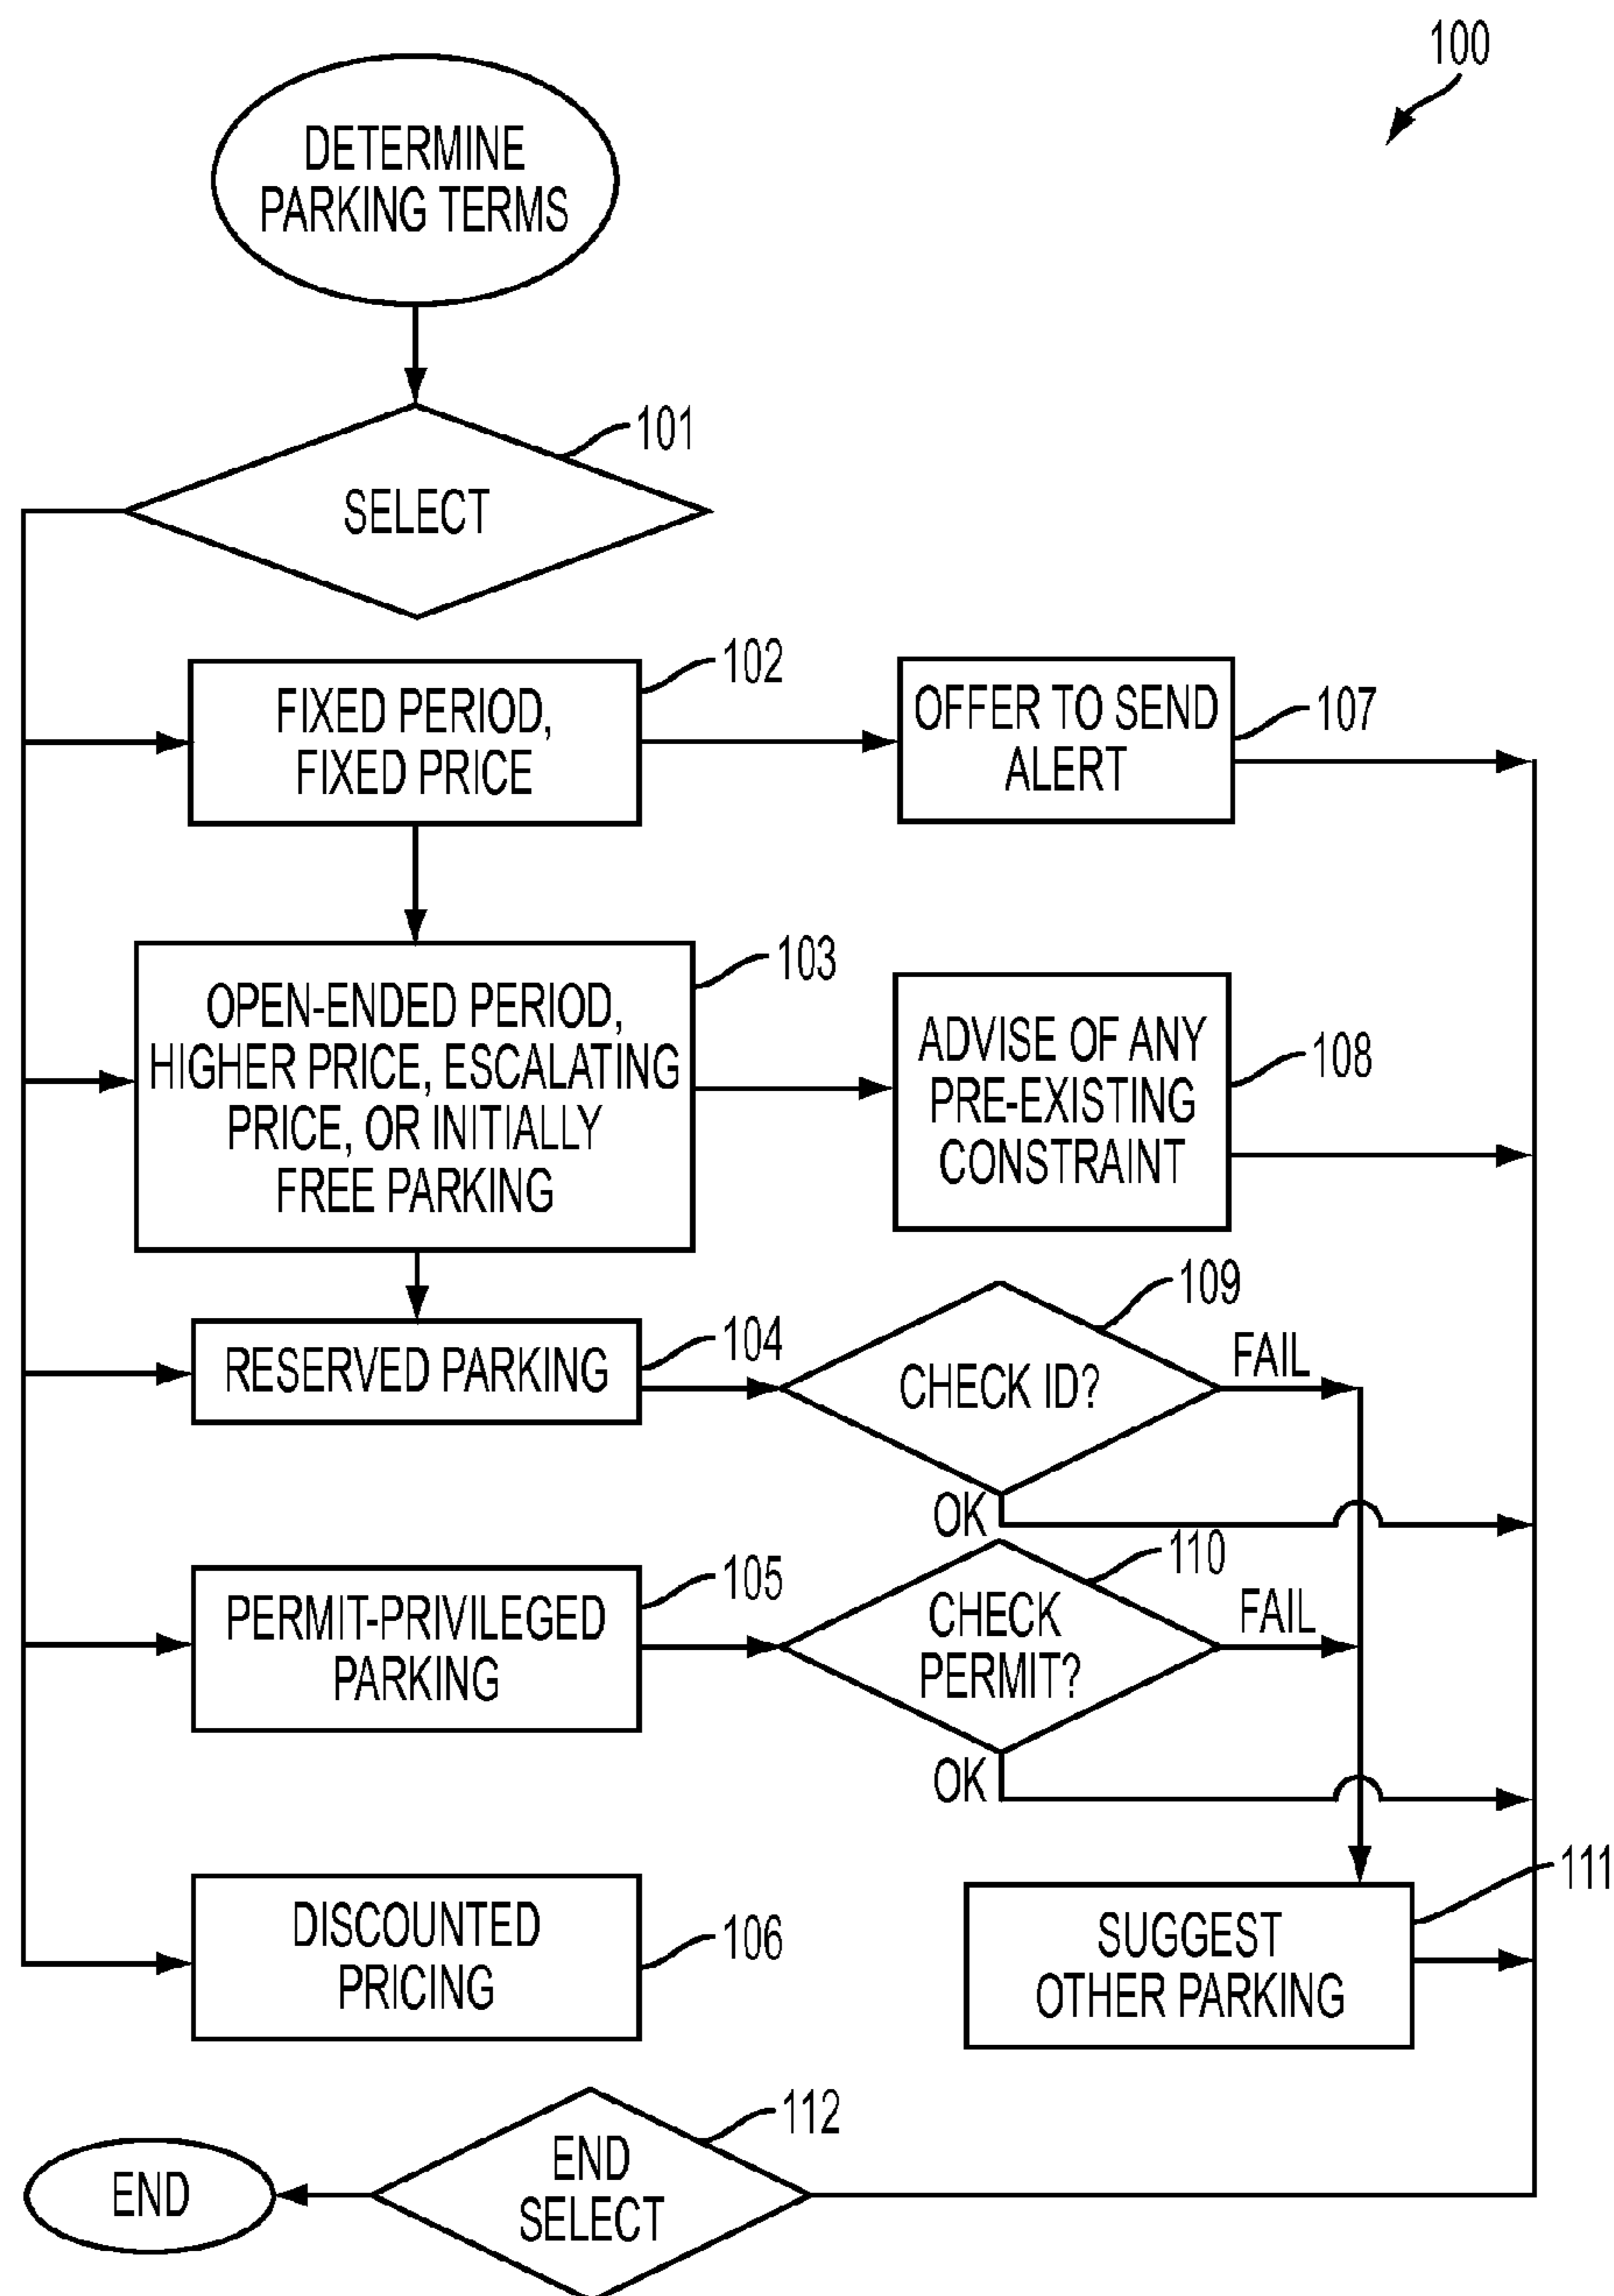 100
DETERMINE
PARKING TERMS
101
SELECT
102
FIXED PERIOD,
FIXED PRICE
OFFER TO SEND
ALERT
107
103
OPEN-ENDED PERIOD,
HIGHER PRICE, ESCALATING
PRICE, OR INITIALLY
FREE PARKING
ADVISE OF ANY
PRE-EXISTING
CONSTRAINT
108
RESERVED PARKING
104
109
CHECK ID?
FAIL
OK
PERMIT-PRIVILEGED
PARKING
105
110
CHECK
PERMIT?
FAIL
OK
DISCOUNTED
PRICING
106
111
SUGGEST
OTHER PARKING
112
END
SELECT
END